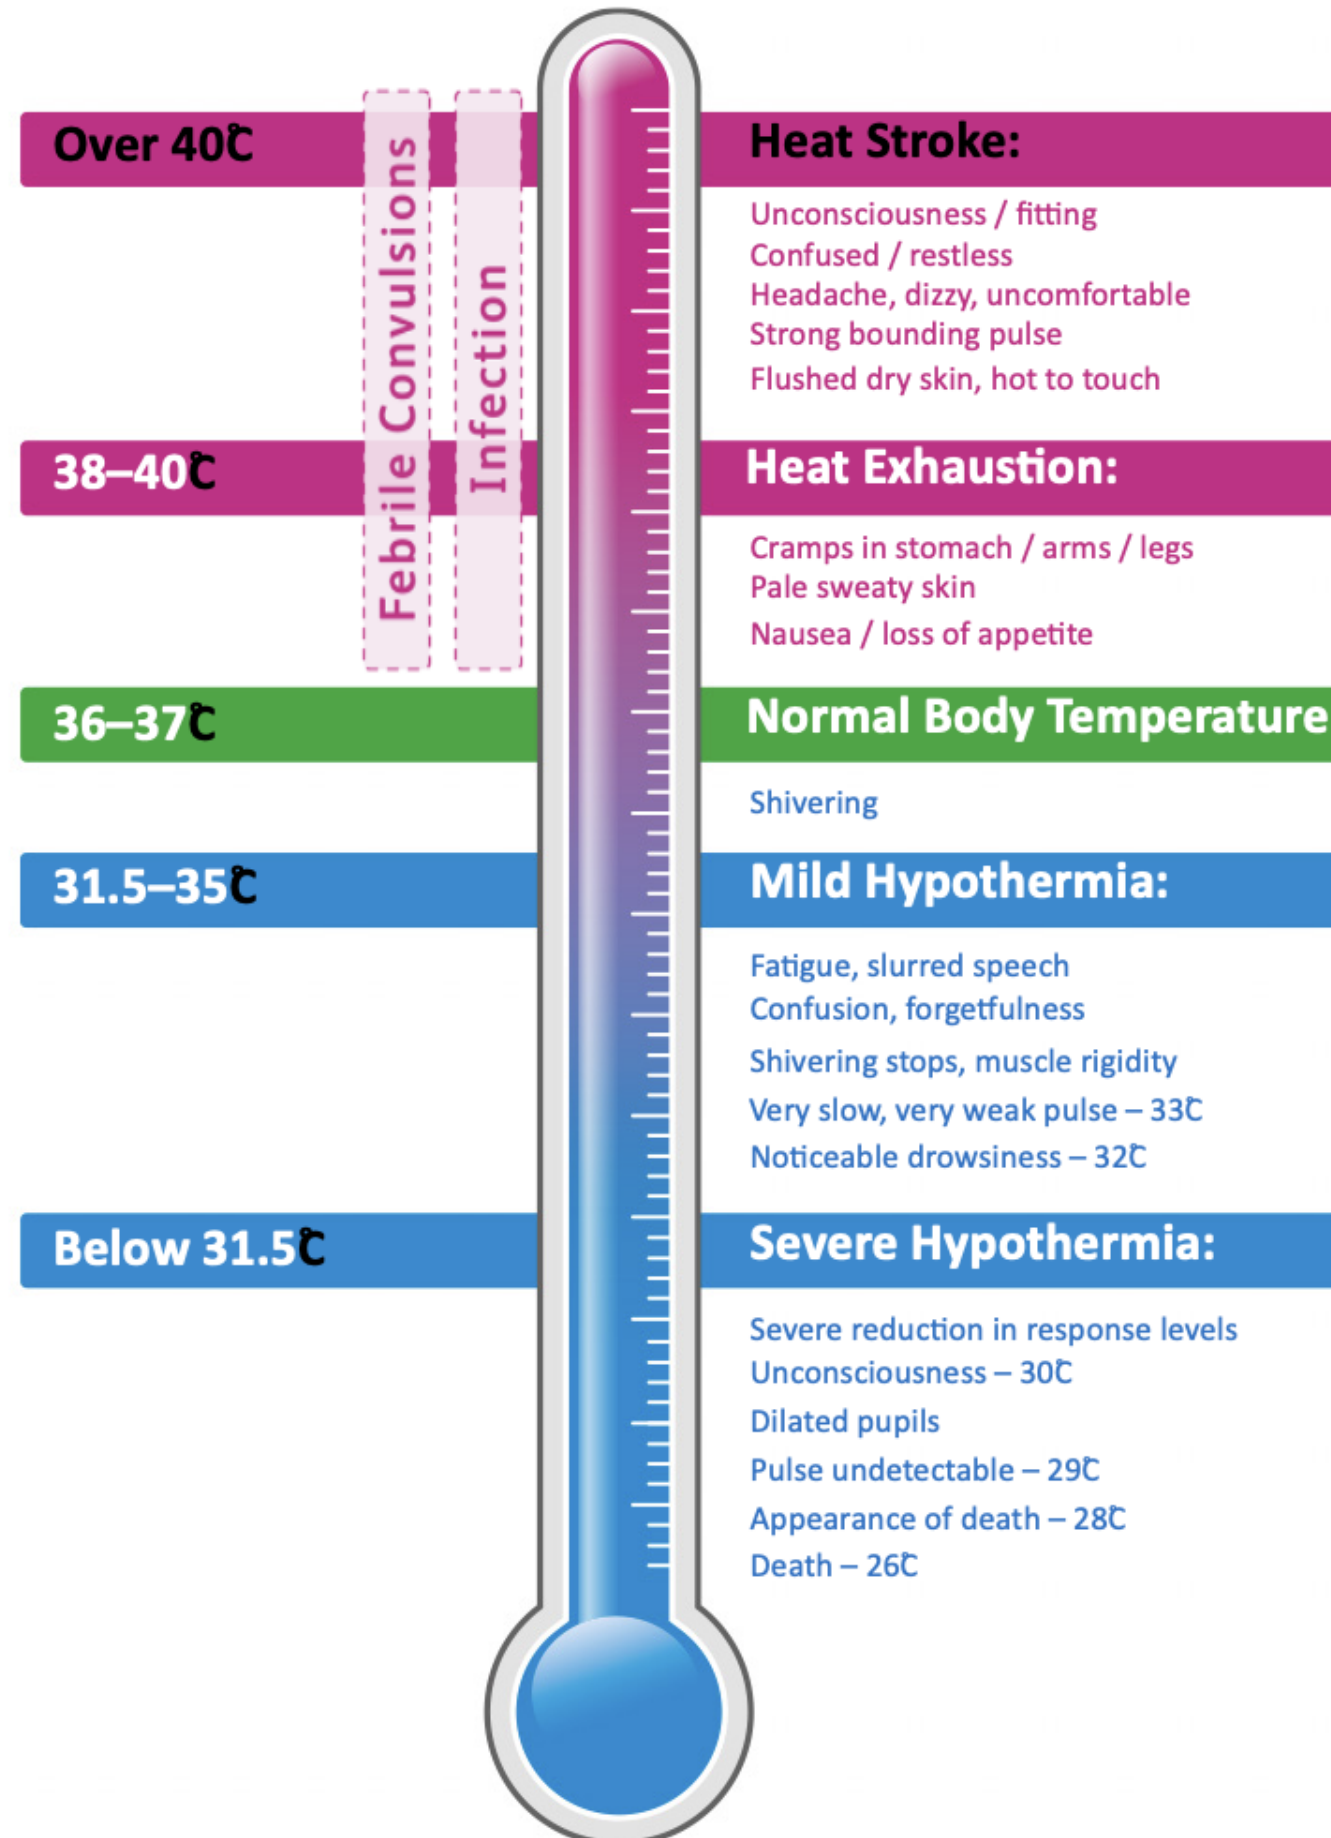 Over 40℃
Heat Stroke:
Unconsciousness / fitting
Confused / restless
Headache, dizzy, uncomfortable
Strong bounding pulse
Flushed dry skin, hot to touch
Febrile Convulsions
Infection
38–40℃
Heat Exhaustion:
Cramps in stomach / arms / legs
Pale sweaty skin
Nausea / loss of appetite
36–37℃
Normal Body Temperature
Shivering
31.5–35℃
Mild Hypothermia:
Fatigue, slurred speech
Confusion, forgetfulness
Shivering stops, muscle rigidity
Very slow, very weak pulse – 33℃
Noticeable drowsiness – 32℃
Below 31.5℃
Severe Hypothermia:
Severe reduction in response levels
Unconsciousness – 30℃
Dilated pupils
Pulse undetectable – 29℃
Appearance of death – 28℃
Death – 26℃